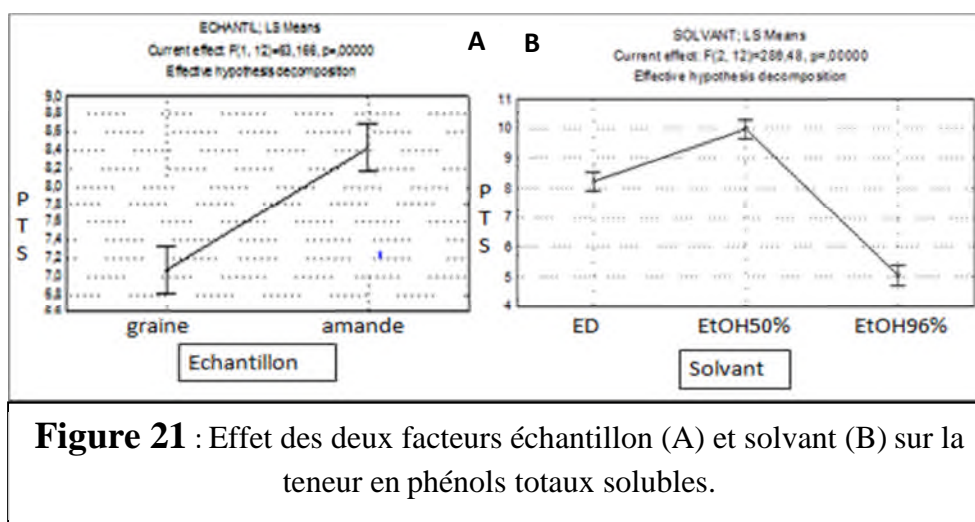 ECHANTIL; LS Means
Current effect: F(1, 12)=63,166, p=,00000
Effective hypothesis decomposition
A
9,0
8,8
8,6
8,4
8,2
8,0
7,8
7,6
7,4
7,2
7,0
6,8
6,6
PTS
graine amande
Echantillon
B
SOLVANT; LS Means
Current effect: F(2, 12)=286,48, p=,00000
Effective hypothesis decomposition
11
10
9
8
7
6
5
4
PTS
ED EtOH50% EtOH96%
Solvant
Figure 21 : Effet des deux facteurs échantillon (A) et solvant (B) sur la
teneur en phénols totaux solubles.